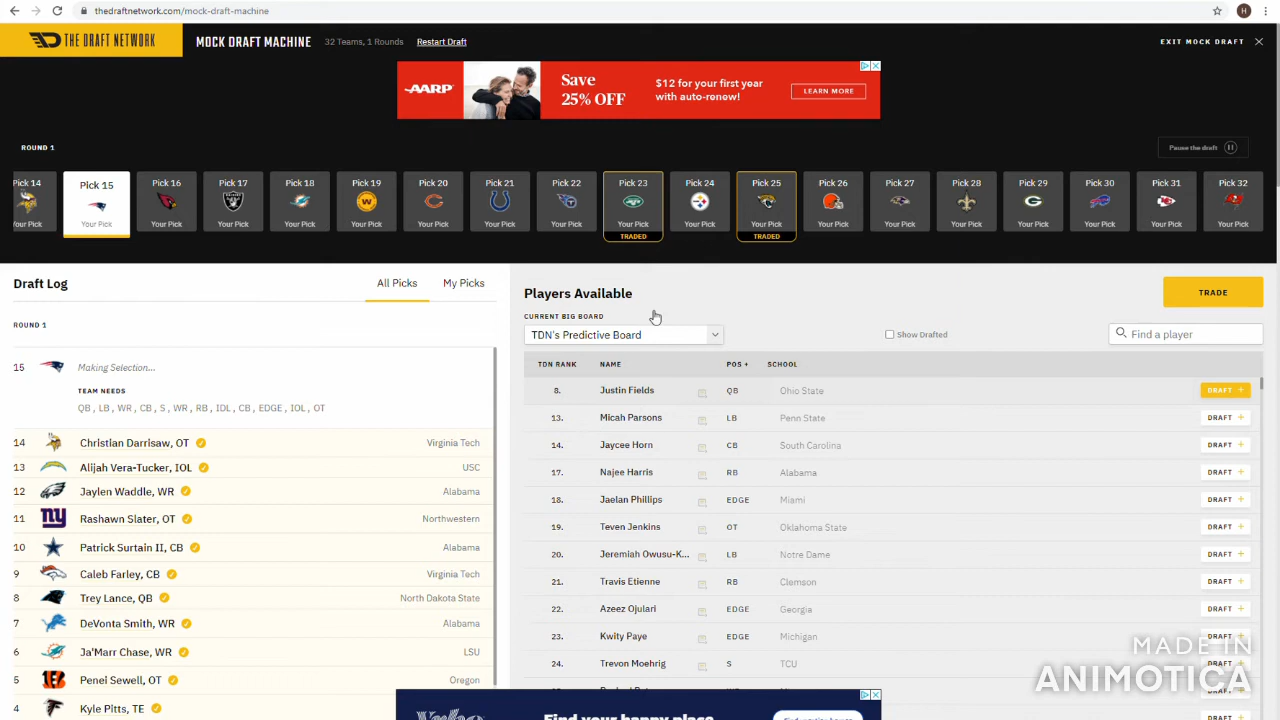 thedraftnetwork.com/mock-draft-machine
H
THE DRAFT NETWORK
MOCK DRAFT MACHINE
32 Teams, 1 Rounds
Restart Draft
EXIT MOCK DRAFT
AARP
Save
25% OFF
$12 for your first year
with auto-renew!
LEARN MORE
ROUND 1
Pause the draft
Pick 14 Your Pick
Pick 15 Your Pick
Pick 16 Your Pick
Pick 17 Your Pick
Pick 18 Your Pick
Pick 19 Your Pick
Pick 20 Your Pick
Pick 21 Your Pick
Pick 22 Your Pick
Pick 23 Your Pick TRADED
Pick 24 Your Pick
Pick 25 Your Pick TRADED
Pick 26 Your Pick
Pick 27 Your Pick
Pick 28 Your Pick
Pick 29 Your Pick
Pick 30 Your Pick
Pick 31 Your Pick
Pick 32 Your Pick
Draft Log
All Picks
My Picks
ROUND 1
15 Making Selection...
TEAM NEEDS
QB , LB , WR , CB , S , WR , RB , IDL , CB , EDGE , IOL , OT
14 Christian Darrisaw, OT Virginia Tech
13 Alijah Vera-Tucker, IOL USC
12 Jaylen Waddle, WR Alabama
11 Rashawn Slater, OT Northwestern
10 Patrick Surtain II, CB Alabama
9 Caleb Farley, CB Virginia Tech
8 Trey Lance, QB North Dakota State
7 DeVonta Smith, WR Alabama
6 Ja'Marr Chase, WR LSU
5 Penei Sewell, OT Oregon
4 Kyle Pitts, TE Florida
Players Available
TRADE
CURRENT BIG BOARD
TDN's Predictive Board
Show Drafted
Find a player
TDN RANK NAME POS + SCHOOL
8. Justin Fields QB Ohio State DRAFT +
13. Micah Parsons LB Penn State DRAFT +
14. Jaycee Horn CB South Carolina DRAFT +
17. Najee Harris RB Alabama DRAFT +
18. Jaelan Phillips EDGE Miami DRAFT +
19. Teven Jenkins OT Oklahoma State DRAFT +
20. Jeremiah Owusu-K... LB Notre Dame DRAFT +
21. Travis Etienne RB Clemson DRAFT +
22. Azeez Ojulari EDGE Georgia DRAFT +
23. Kwity Paye EDGE Michigan DRAFT +
24. Trevon Moehrig S TCU DRAFT +
Find your happy place
MADE IN
ANIMOTICA